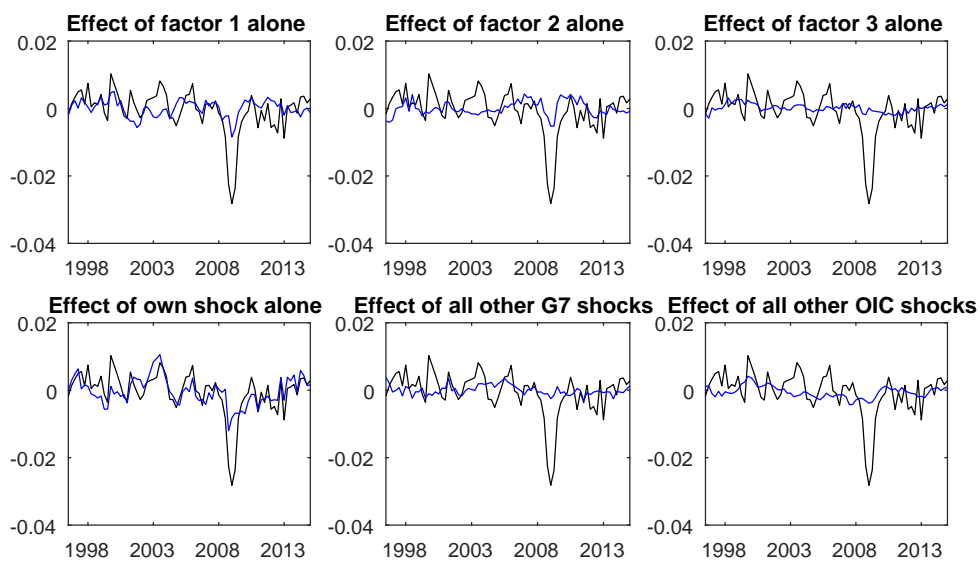 Effect of factor 1 alone
0.02
0
-0.02
-0.04
1998 2003 2008 2013
Effect of factor 2 alone
0.02
0
-0.02
-0.04
1998 2003 2008 2013
Effect of factor 3 alone
0.02
0
-0.02
-0.04
1998 2003 2008 2013
Effect of own shock alone
0.02
0
-0.02
-0.04
1998 2003 2008 2013
Effect of all other G7 shocks
0.02
0
-0.02
-0.04
1998 2003 2008 2013
Effect of all other OIC shocks
0.02
0
-0.02
-0.04
1998 2003 2008 2013